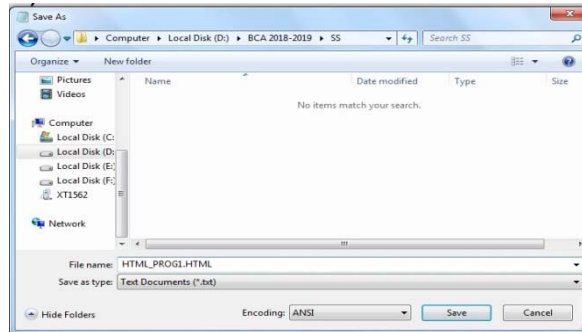 Save As
Computer ▸ Local Disk (D:) ▸ BCA 2018-2019 ▸ SS
Search SS
Organize
New folder
Name
Date modified
Type
Size
No items match your search.
Pictures
Videos
Computer
Local Disk (C:
Local Disk (D:
Local Disk (E:)
Local Disk (F:)
XT1562
Network
File name: HTML_PROG1.HTML
Save as type: Text Documents (*.txt)
Hide Folders
Encoding: ANSI
Save
Cancel